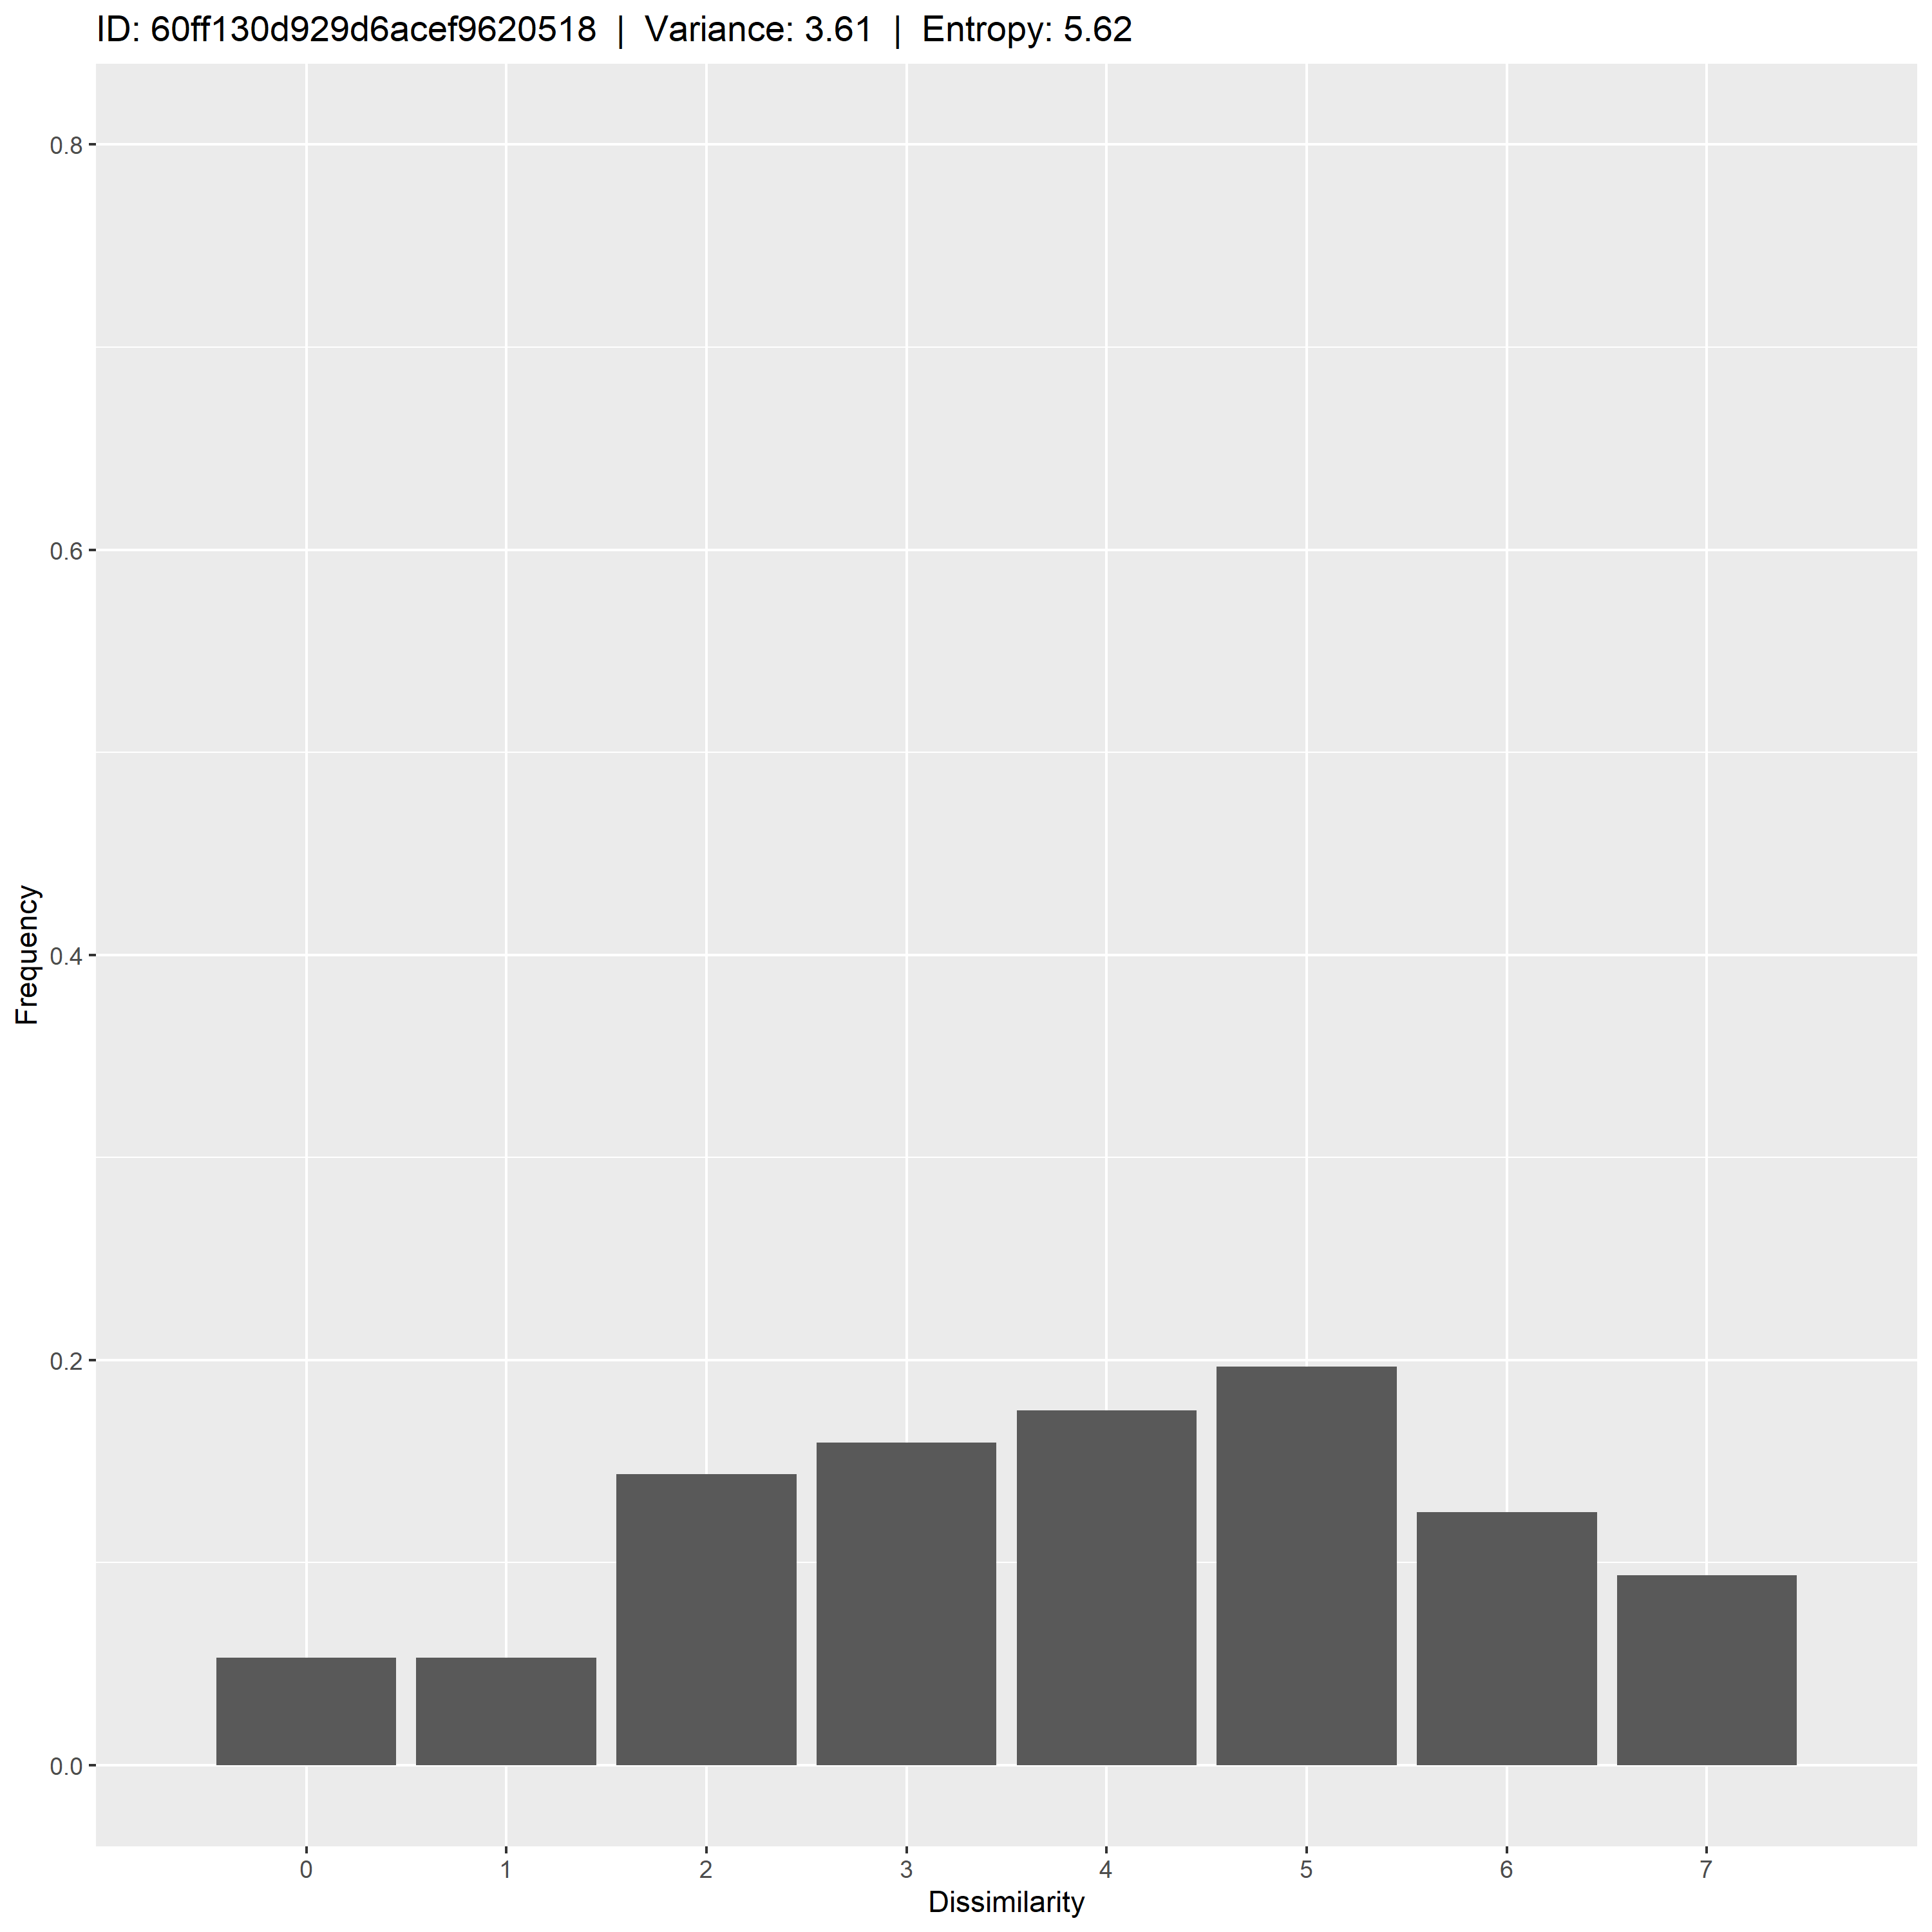 ID: 60ff130d929d6acef9620518 | Variance: 3.61 | Entropy: 5.62
0.8
0.6
0.4
0.2
0.0
Frequency
0 1 2 3 4 5 6 7
Dissimilarity